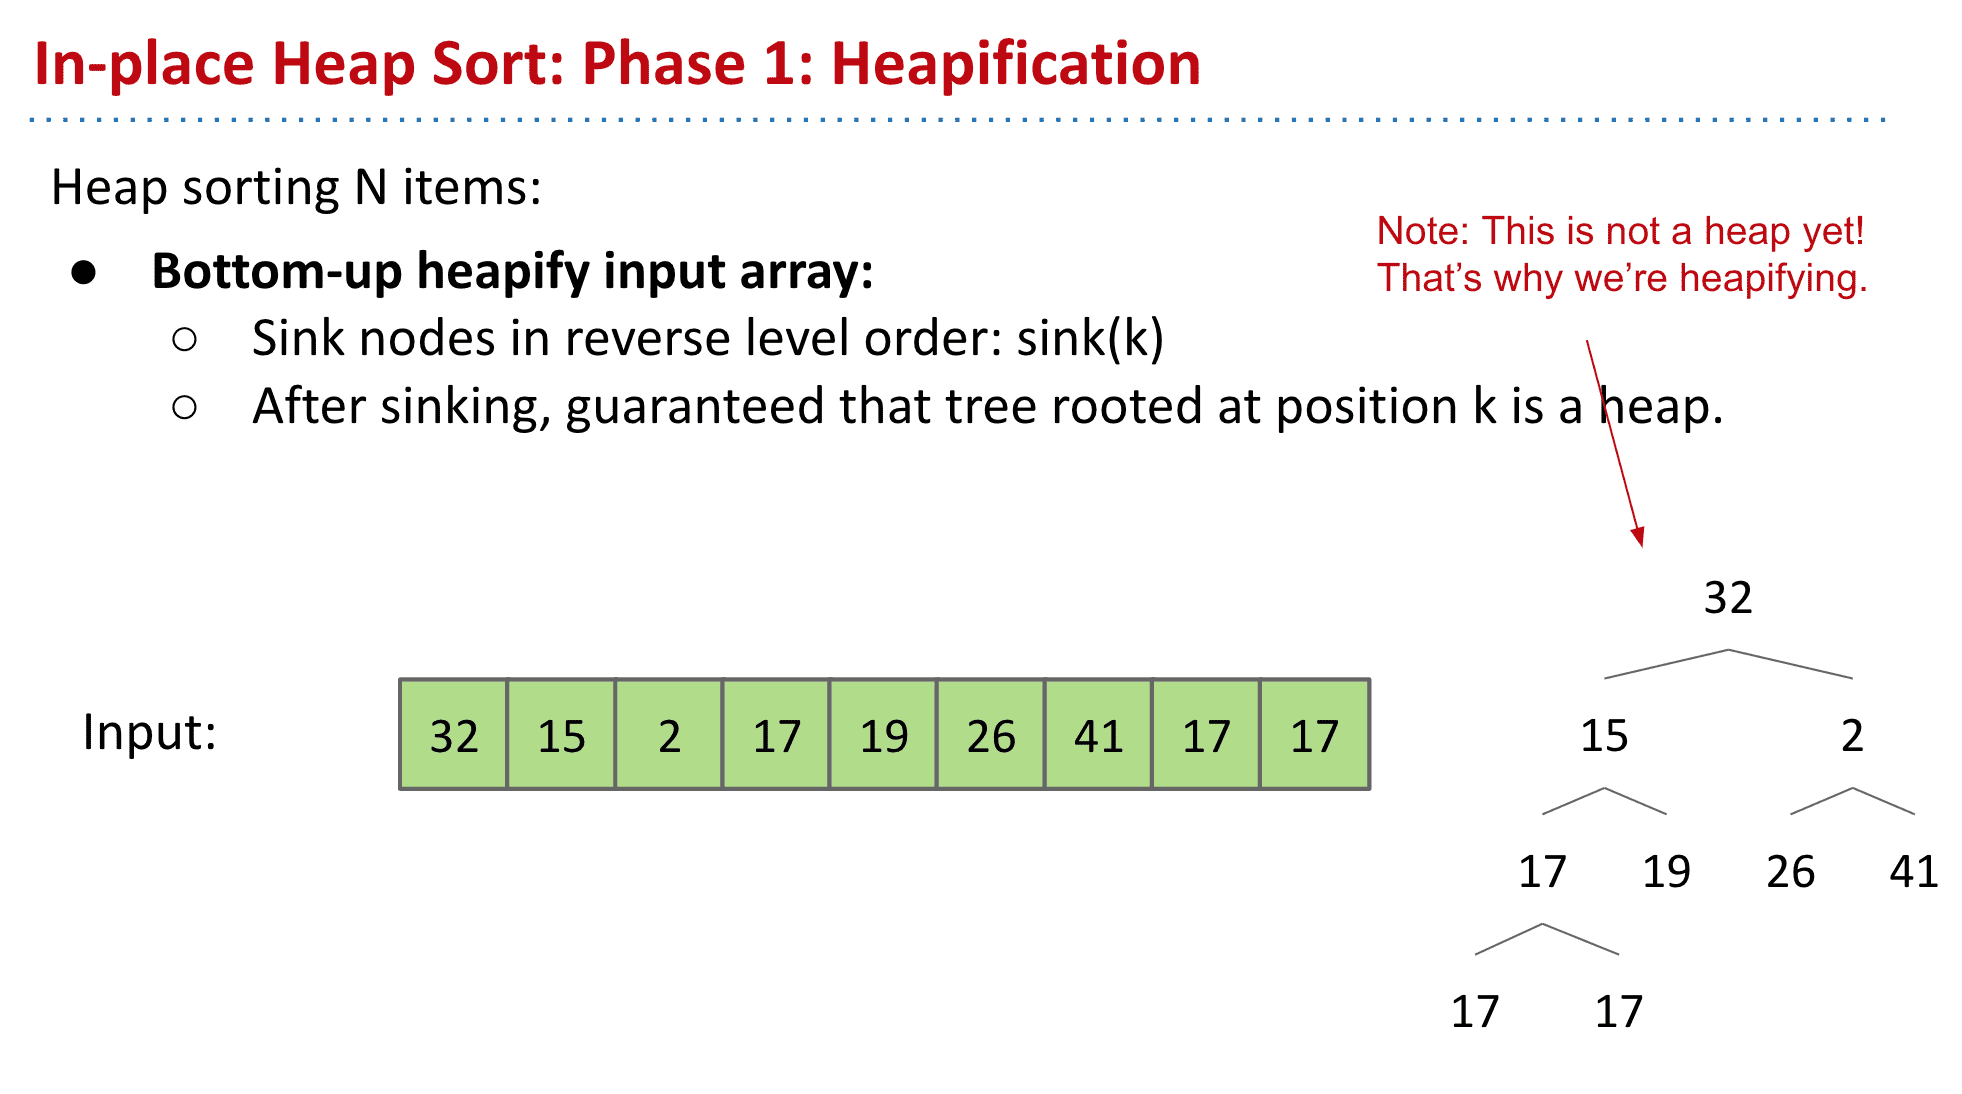 In-place Heap Sort: Phase 1: Heapification
Heap sorting N items:
Note: This is not a heap yet!
That’s why we’re heapifying.
● Bottom-up heapify input array:
○ Sink nodes in reverse level order: sink(k)
○ After sinking, guaranteed that tree rooted at position k is a heap.
Input:
32 15 2 17 19 26 41 17 17
32
15 2
17 19 26 41
17 17